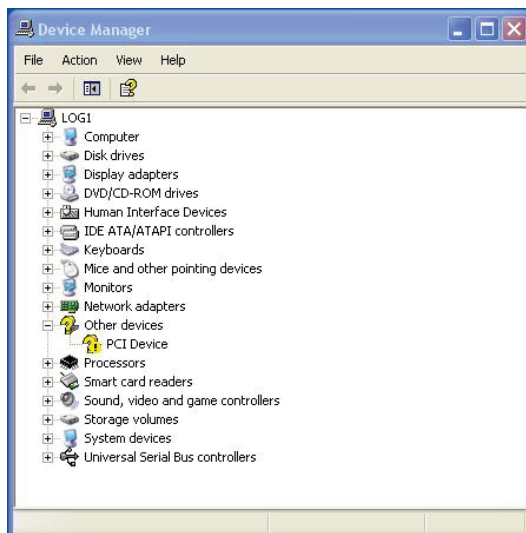 Device Manager
File Action View Help
LOG1
Computer
Disk drives
Display adapters
DVD/CD-ROM drives
Human Interface Devices
IDE ATA/ATAPI controllers
Keyboards
Mice and other pointing devices
Monitors
Network adapters
Other devices
PCI Device
Processors
Smart card readers
Sound, video and game controllers
Storage volumes
System devices
Universal Serial Bus controllers